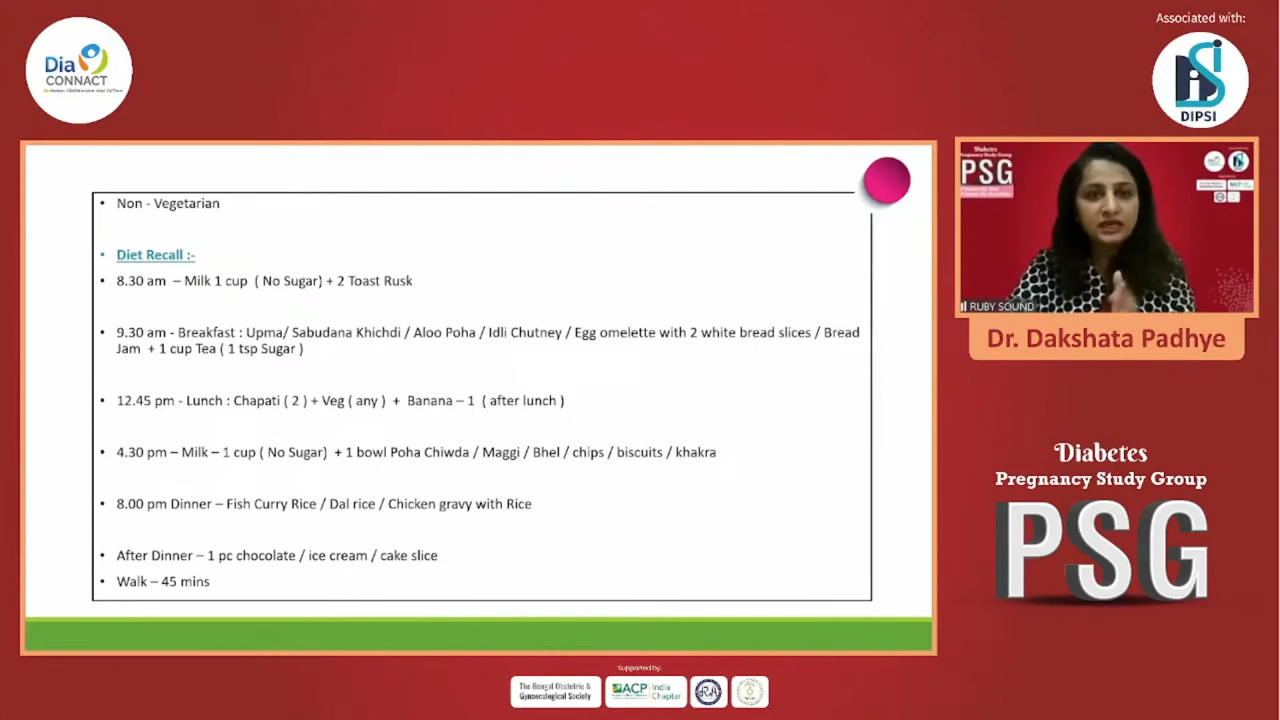 Associated with:
Dia
CONNACT
DIPSI
Diabetes
Pregnancy Study Group
PSG
RUBY SOUND
Dr. Dakshata Padhye
• Non - Vegetarian
• Diet Recall :-
• 8.30 am – Milk 1 cup ( No Sugar) + 2 Toast Rusk
• 9.30 am - Breakfast : Upma/ Sabudana Khichdi / Aloo Poha / Idli Chutney / Egg omelette with 2 white bread slices / Bread
Jam + 1 cup Tea ( 1 tsp Sugar )
• 12.45 pm - Lunch : Chapati ( 2 ) + Veg ( any ) + Banana – 1 ( after lunch )
• 4.30 pm – Milk – 1 cup ( No Sugar) + 1 bowl Poha Chiwda / Maggi / Bhel / chips / biscuits / khakra
• 8.00 pm Dinner – Fish Curry Rice / Dal rice / Chicken gravy with Rice
• After Dinner – 1 pc chocolate / ice cream / cake slice
• Walk – 45 mins
Diabetes
Pregnancy Study Group
PSG
Supported by:
The Bengal Obstetric &
Gynaecological Society
ACP India
Chapter